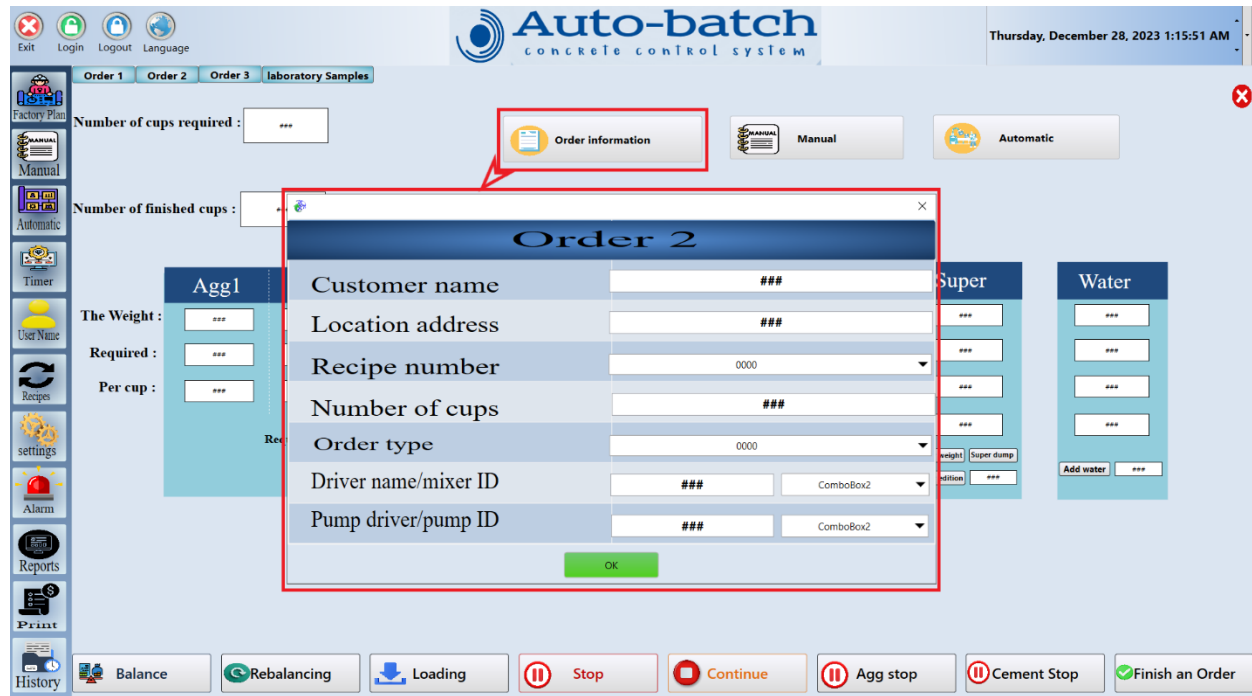 Auto-batch
concrete control system
Thursday, December 28, 2023 1:15:51 AM
Exit
Login
Logout
Language
Order 1
Order 2
Order 3
laboratory Samples
Factory Plan
MANUAL
Manual
Automatic
Timer
User Name
Recipes
settings
Alarm
Reports
Print
History
Number of cups required :
###
Order information
MANUAL
Manual
Automatic
Number of finished cups :
Agg1
The Weight :
###
Required :
###
Per cup :
###
Order 2
Customer name
###
Location address
###
Recipe number
0000
Number of cups
###
Order type
0000
Driver name/mixer ID
###
ComboBox2
Pump driver/pump ID
###
ComboBox2
OK
Super
###
###
###
###
Super dump
###
Water
###
###
###
###
Add water
###
Balance
Rebalancing
Loading
Stop
Continue
Agg stop
Cement Stop
Finish an Order